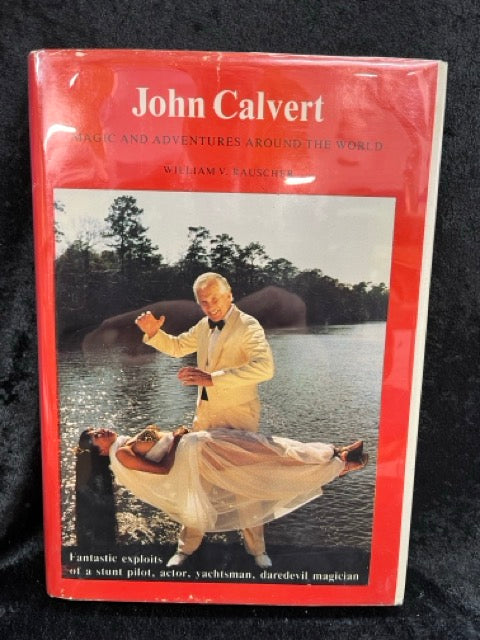 John Calvert
MAGIC AND ADVENTURES AROUND THE WORLD
WILLIAM V. RAUSCHER
Fantastic exploits
of a stunt pilot, actor, yachtsman, daredevil magician